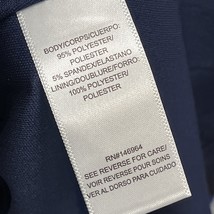 BODY/CORPS/CUERPO:
95% POLYESTER/
POLIESTER
5% SPANDEX/ELASTANO
LINING/DOUBLURE/FORRO:
100% POLYESTER/
POLIESTER
RN#146964
SEE REVERSE FOR CARE/
VOIR REVERSE POUR SOINS
VER AL DORSO PARA CUIDADO